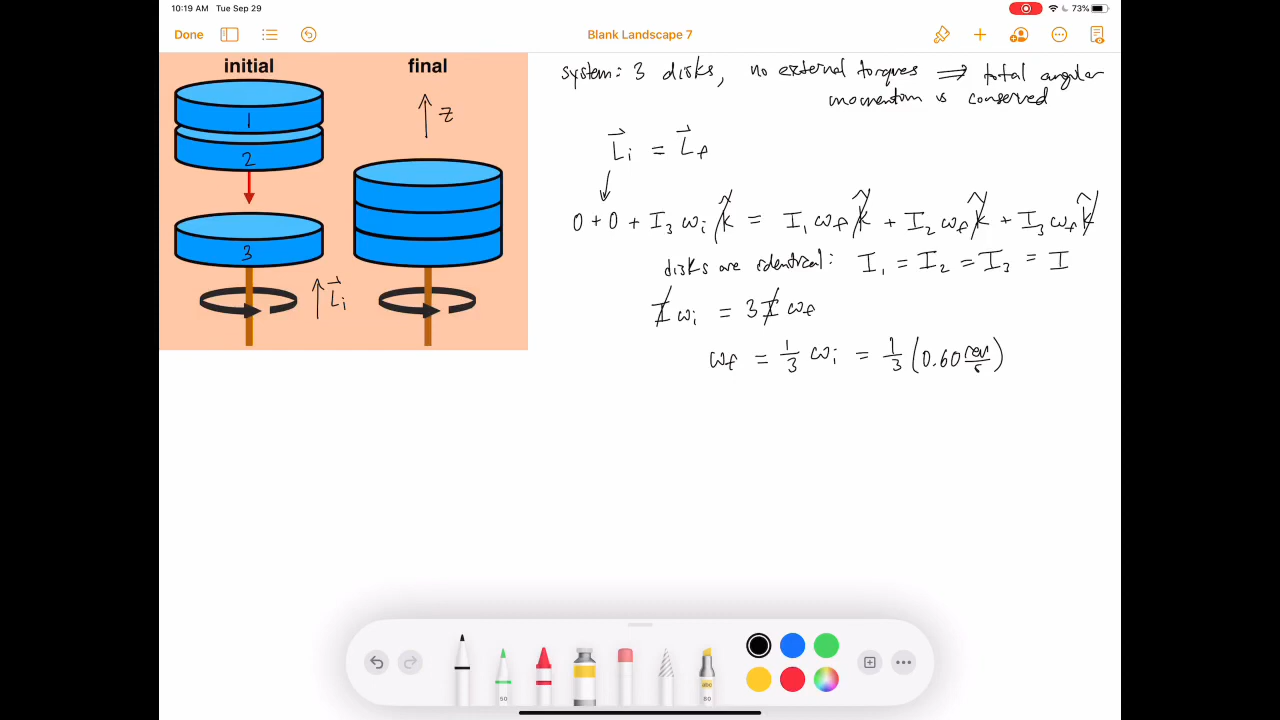 10:19 AM Tue Sep 29
73%
Done
Blank Landscape 7
initial
final
1
2
3
z
L⃗i
system: 3 disks, no external torques ⟹ total angular
momentum is conserved
L⃗i = L⃗f
0 + 0 + I₃ ωi k̂ = I₁ ωf k̂ + I₂ ωf k̂ + I₃ ωf k̂
disks are identical: I₁ = I₂ = I₃ = I
I ωi = 3 I ωf
ωf = 1/3 ωi = 1/3 (0.60 rev/s)
50
80